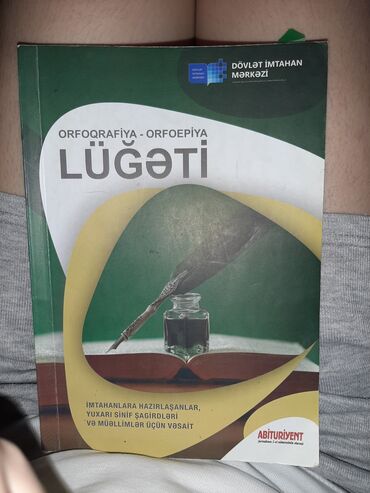 DÖVLƏT İMTAHAN
MƏRKƏZİ
ORFOQRAFİYA - ORFOEPİYA
LÜĞƏTİ
İMTAHANLARA HAZIRLAŞANLAR,
YUXARI SİNİF ŞAGİRDLƏRİ
VƏ MÜƏLLİMLƏR ÜÇÜN VƏSAİT
ABİTURİYENT